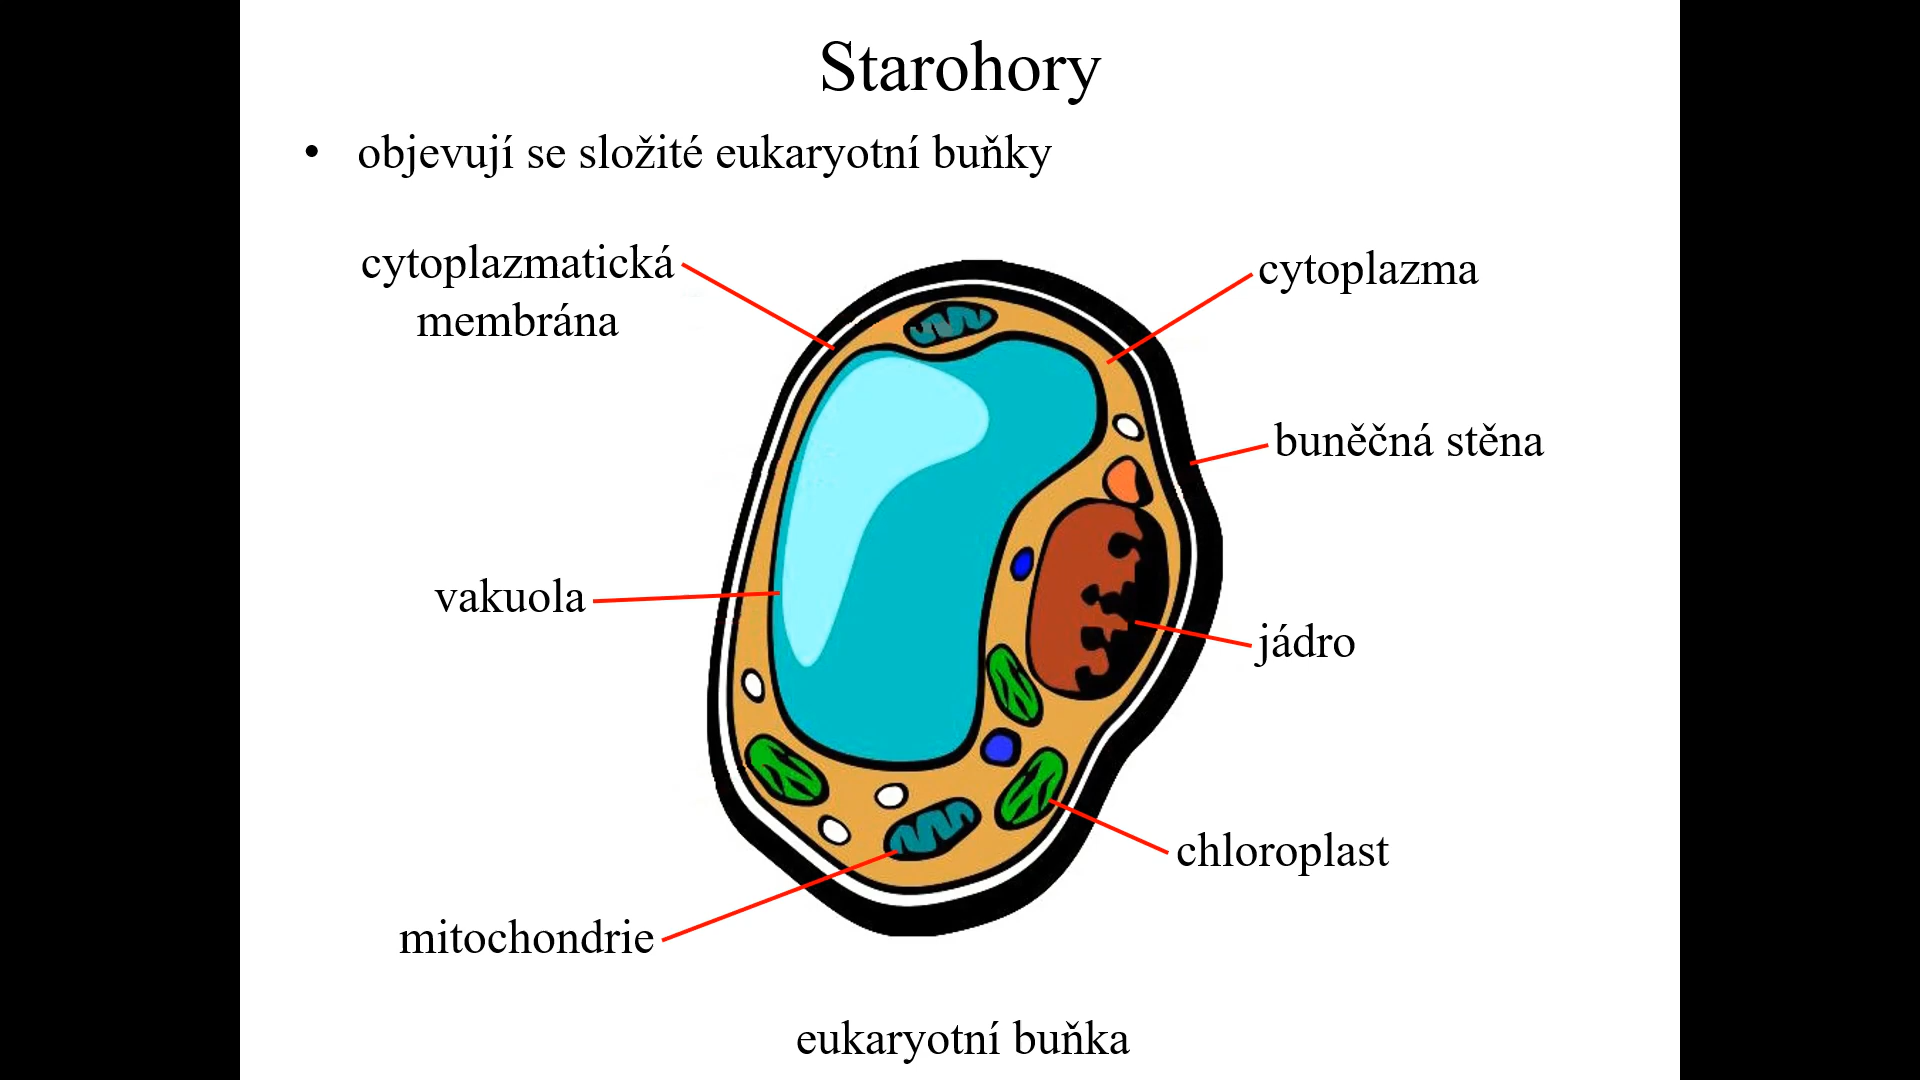 Starohory
• objevují se složité eukaryotní buňky
cytoplazmatická
membrána
cytoplazma
buněčná stěna
vakuola
jádro
chloroplast
mitochondrie
eukaryotní buňka